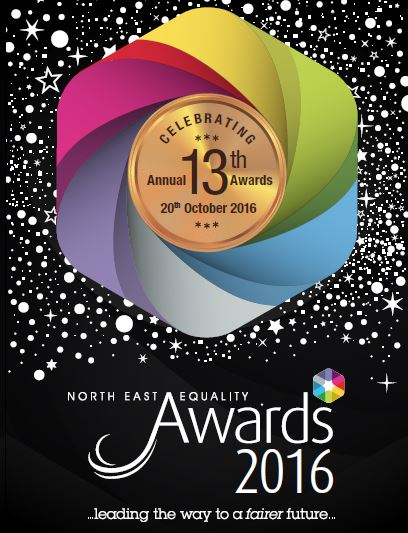 CELEBRATING
***
Annual 13th Awards
20th October 2016
***
NORTH EAST EQUALITY
Awards
2016
...leading the way to a fairer future...